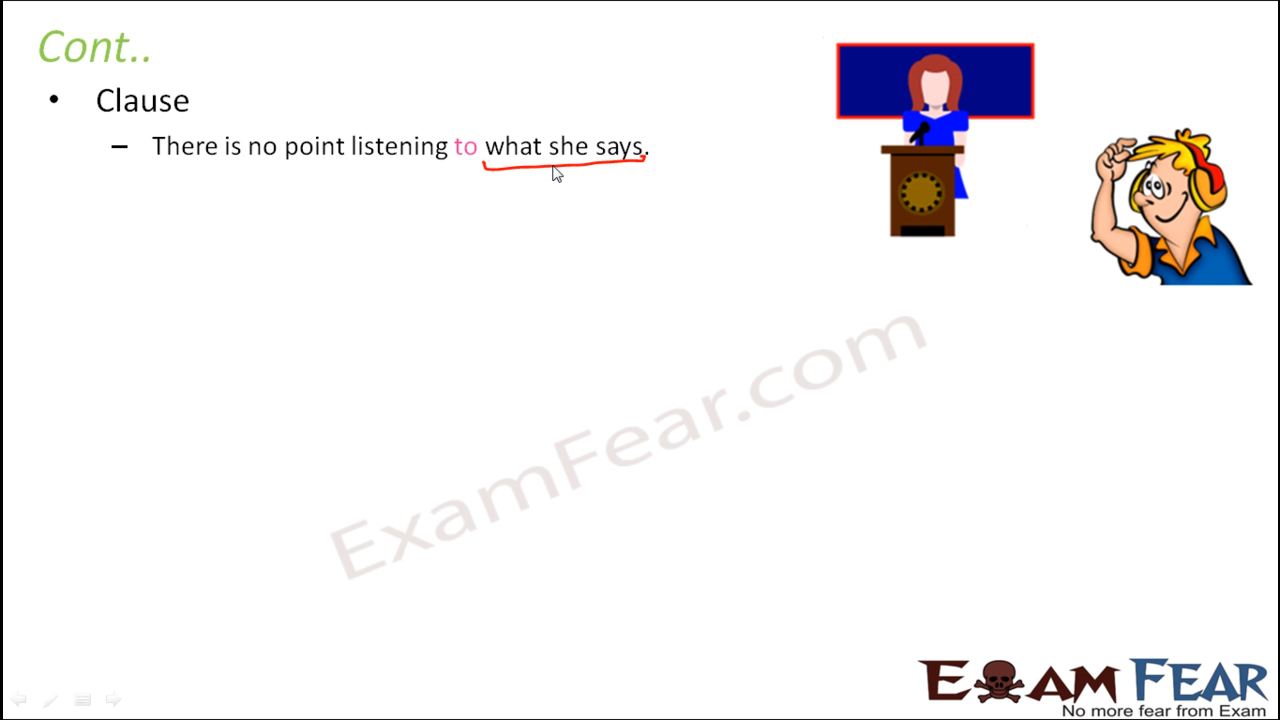 Cont..
• Clause
– There is no point listening to what she says.
ExamFear.com
EXAM FEAR
No more fear from Exam